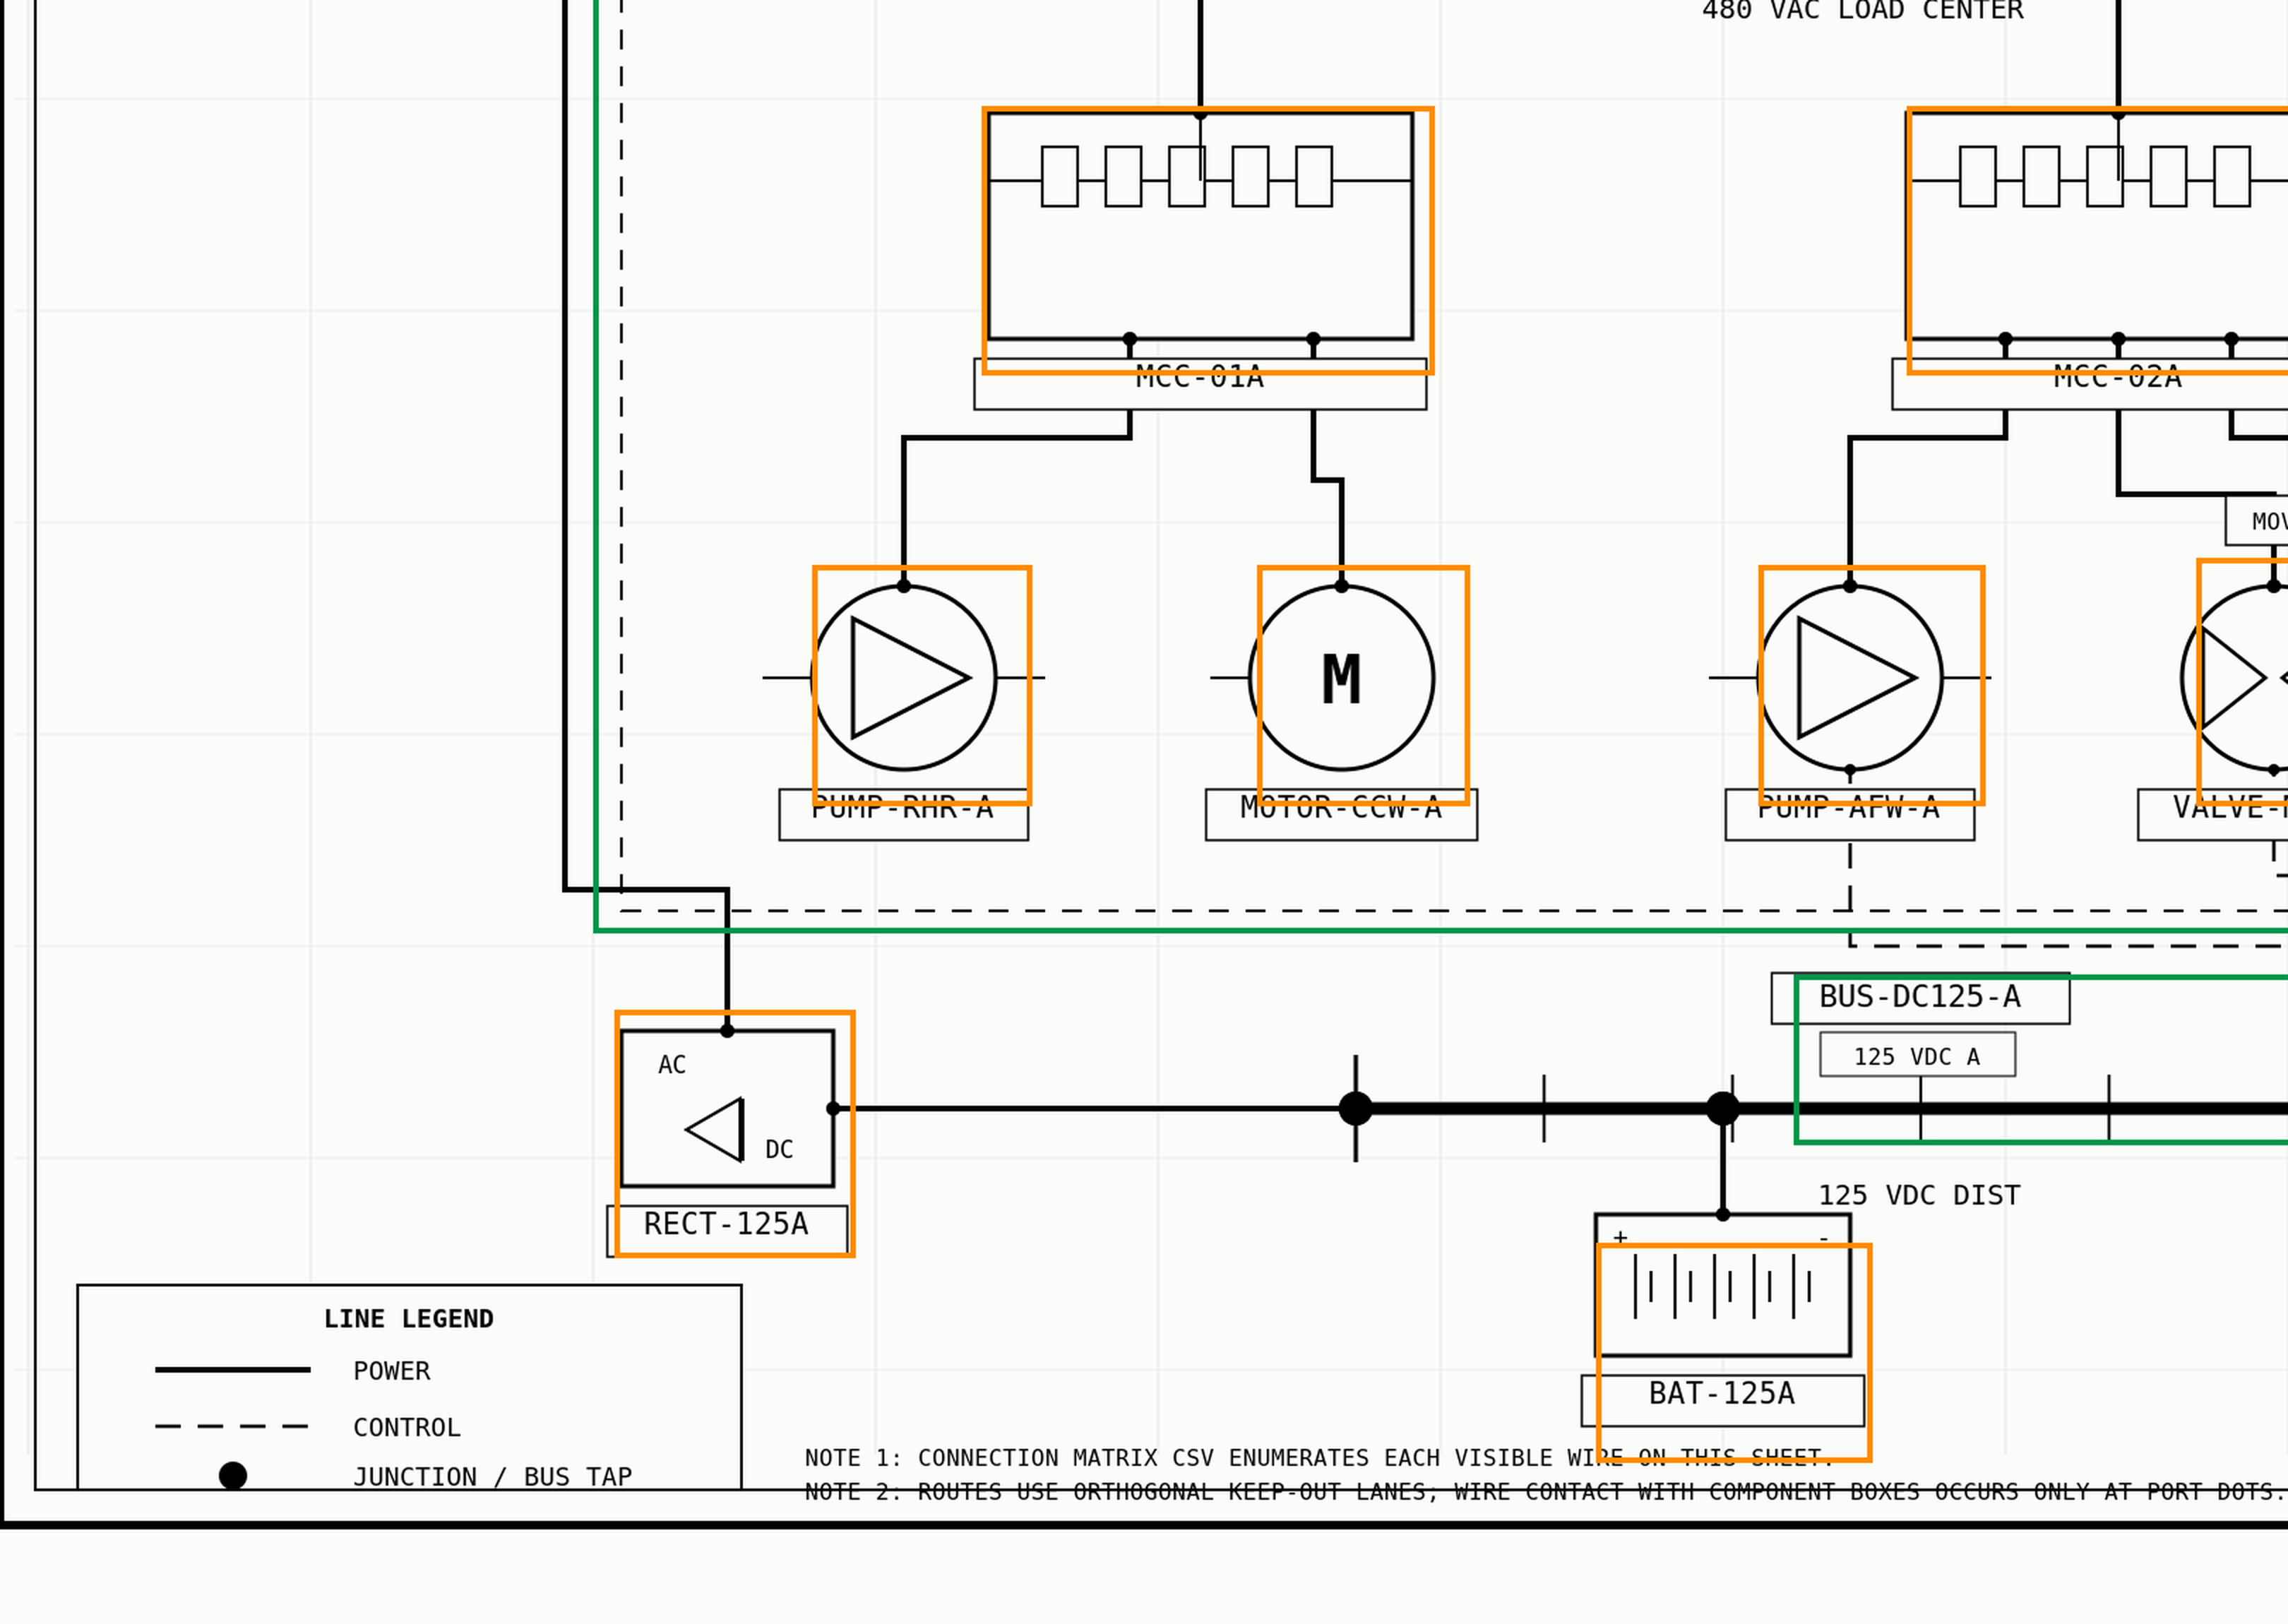 480 VAC LOAD CENTER
MCC-01A
MCC-02A
MOV
M
PUMP-RHR-A
MOTOR-CCW-A
PUMP-AFW-A
VALVE-
BUS-DC125-A
125 VDC A
AC
DC
RECT-125A
125 VDC DIST
+ -
BAT-125A
LINE LEGEND
POWER
CONTROL
JUNCTION / BUS TAP
NOTE 1: CONNECTION MATRIX CSV ENUMERATES EACH VISIBLE WIRE ON THIS SHEET.
NOTE 2: ROUTES USE ORTHOGONAL KEEP-OUT LANES; WIRE CONTACT WITH COMPONENT BOXES OCCURS ONLY AT PORT DOTS.